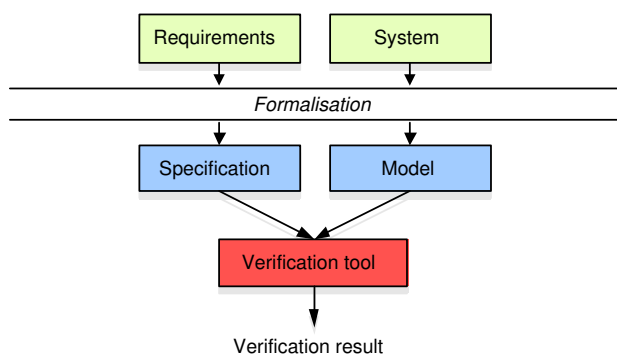 Requirements
System
Formalisation
Specification
Model
Verification tool
Verification result